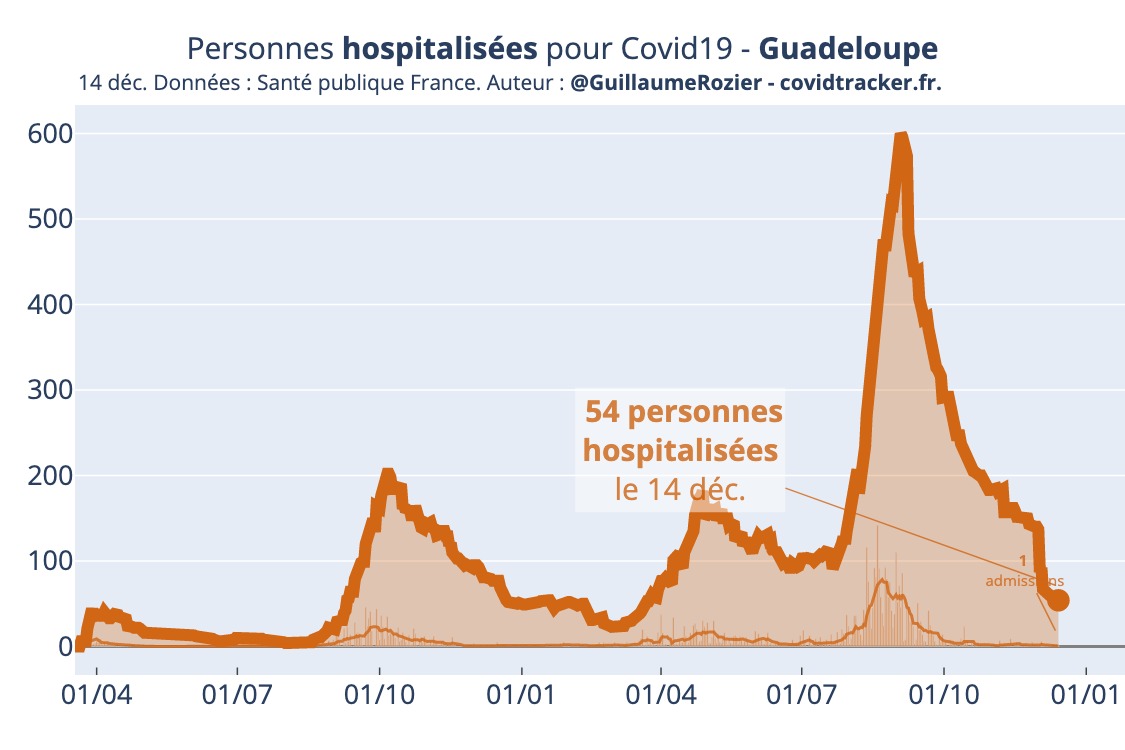 Personnes hospitalisées pour Covid19 - Guadeloupe
14 déc. Données : Santé publique France. Auteur : @GuillaumeRozier - covidtracker.fr.
600
500
400
300
200
100
0
54 personnes
hospitalisées
le 14 déc.
1
admissions
01/04 01/07 01/10 01/01 01/04 01/07 01/10 01/01